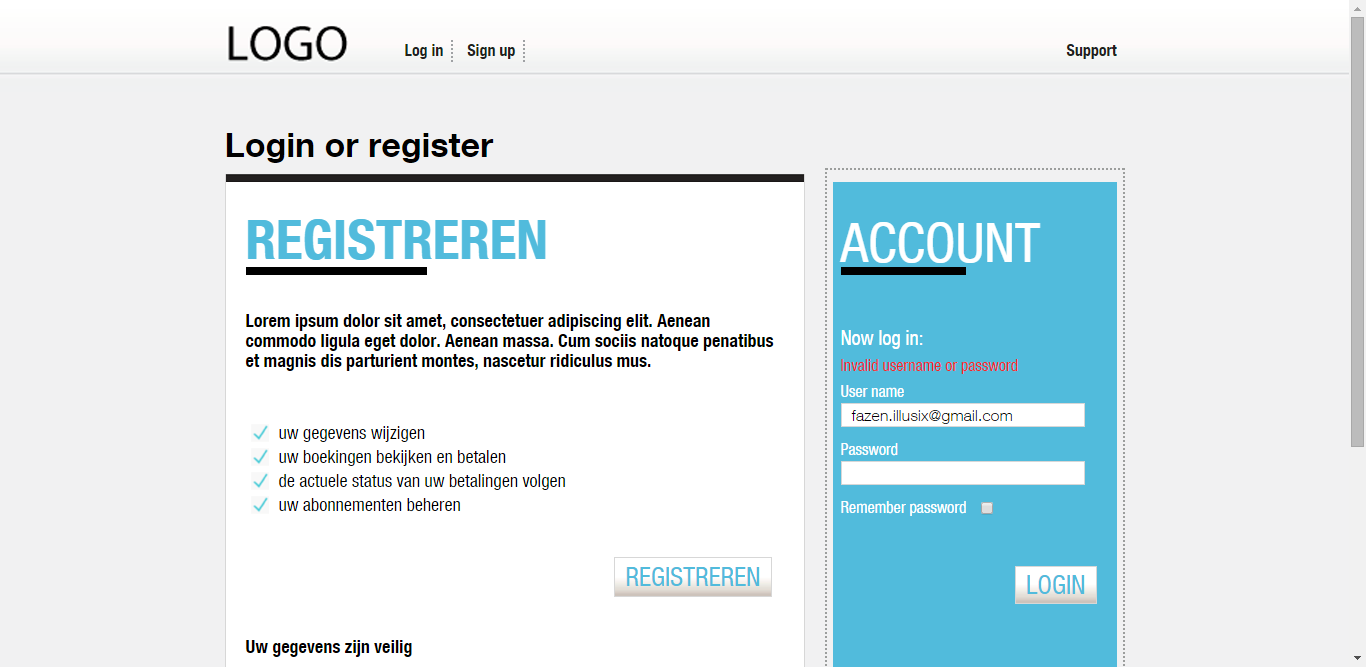 LOGO
Log in
Sign up
Support
Login or register
REGISTREREN
Lorem ipsum dolor sit amet, consectetuer adipiscing elit. Aenean
commodo ligula eget dolor. Aenean massa. Cum sociis natoque penatibus
et magnis dis parturient montes, nascetur ridiculus mus.
uw gegevens wijzigen
uw boekingen bekijken en betalen
de actuele status van uw betalingen volgen
uw abonnementen beheren
REGISTREREN
Uw gegevens zijn veilig
ACCOUNT
Now log in:
Invalid username or password
User name
fazen.illusix@gmail.com
Password
Remember password
LOGIN